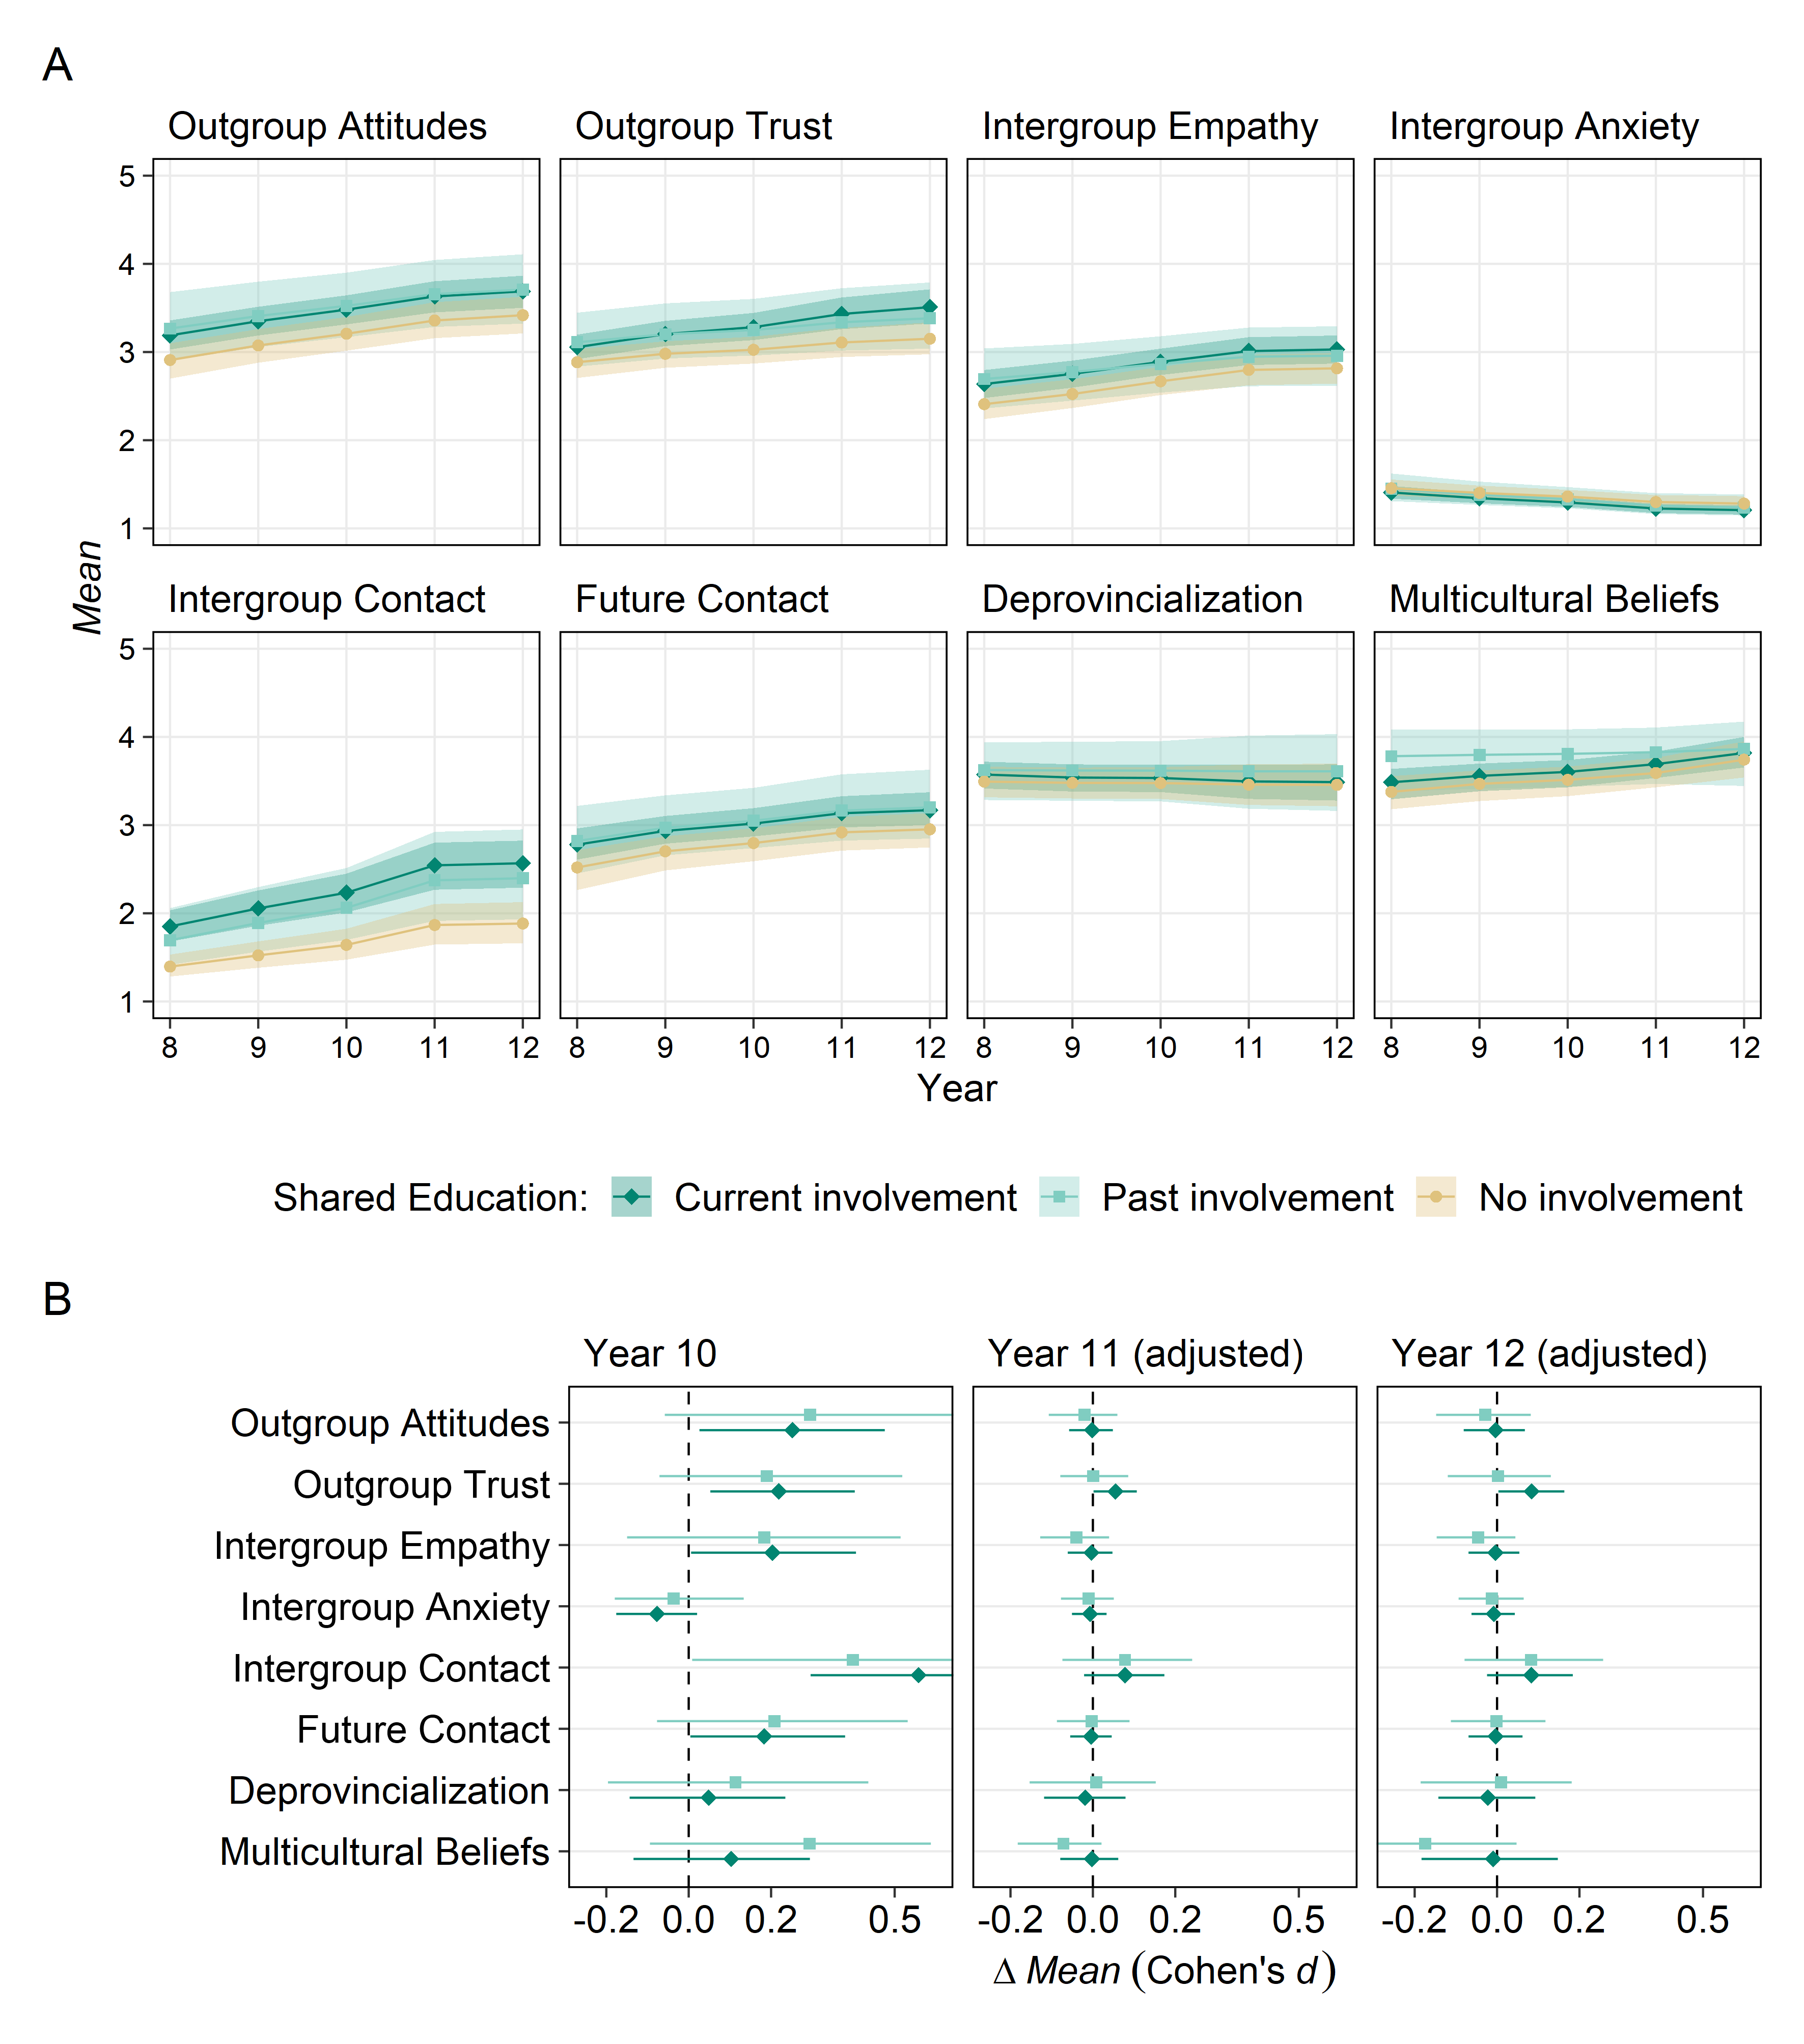 A
Outgroup Attitudes
Outgroup Trust
Intergroup Empathy
Intergroup Anxiety
5
4
3
2
1
Mean
Intergroup Contact
Future Contact
Deprovincialization
Multicultural Beliefs
5
4
3
2
1
8 9 10 11 12
8 9 10 11 12
8 9 10 11 12
8 9 10 11 12
Year
Shared Education: Current involvement Past involvement No involvement
B
Year 10
Year 11 (adjusted)
Year 12 (adjusted)
Outgroup Attitudes
Outgroup Trust
Intergroup Empathy
Intergroup Anxiety
Intergroup Contact
Future Contact
Deprovincialization
Multicultural Beliefs
-0.2 0.0 0.2 0.5
-0.2 0.0 0.2 0.5
-0.2 0.0 0.2 0.5
Δ Mean (Cohen's d)